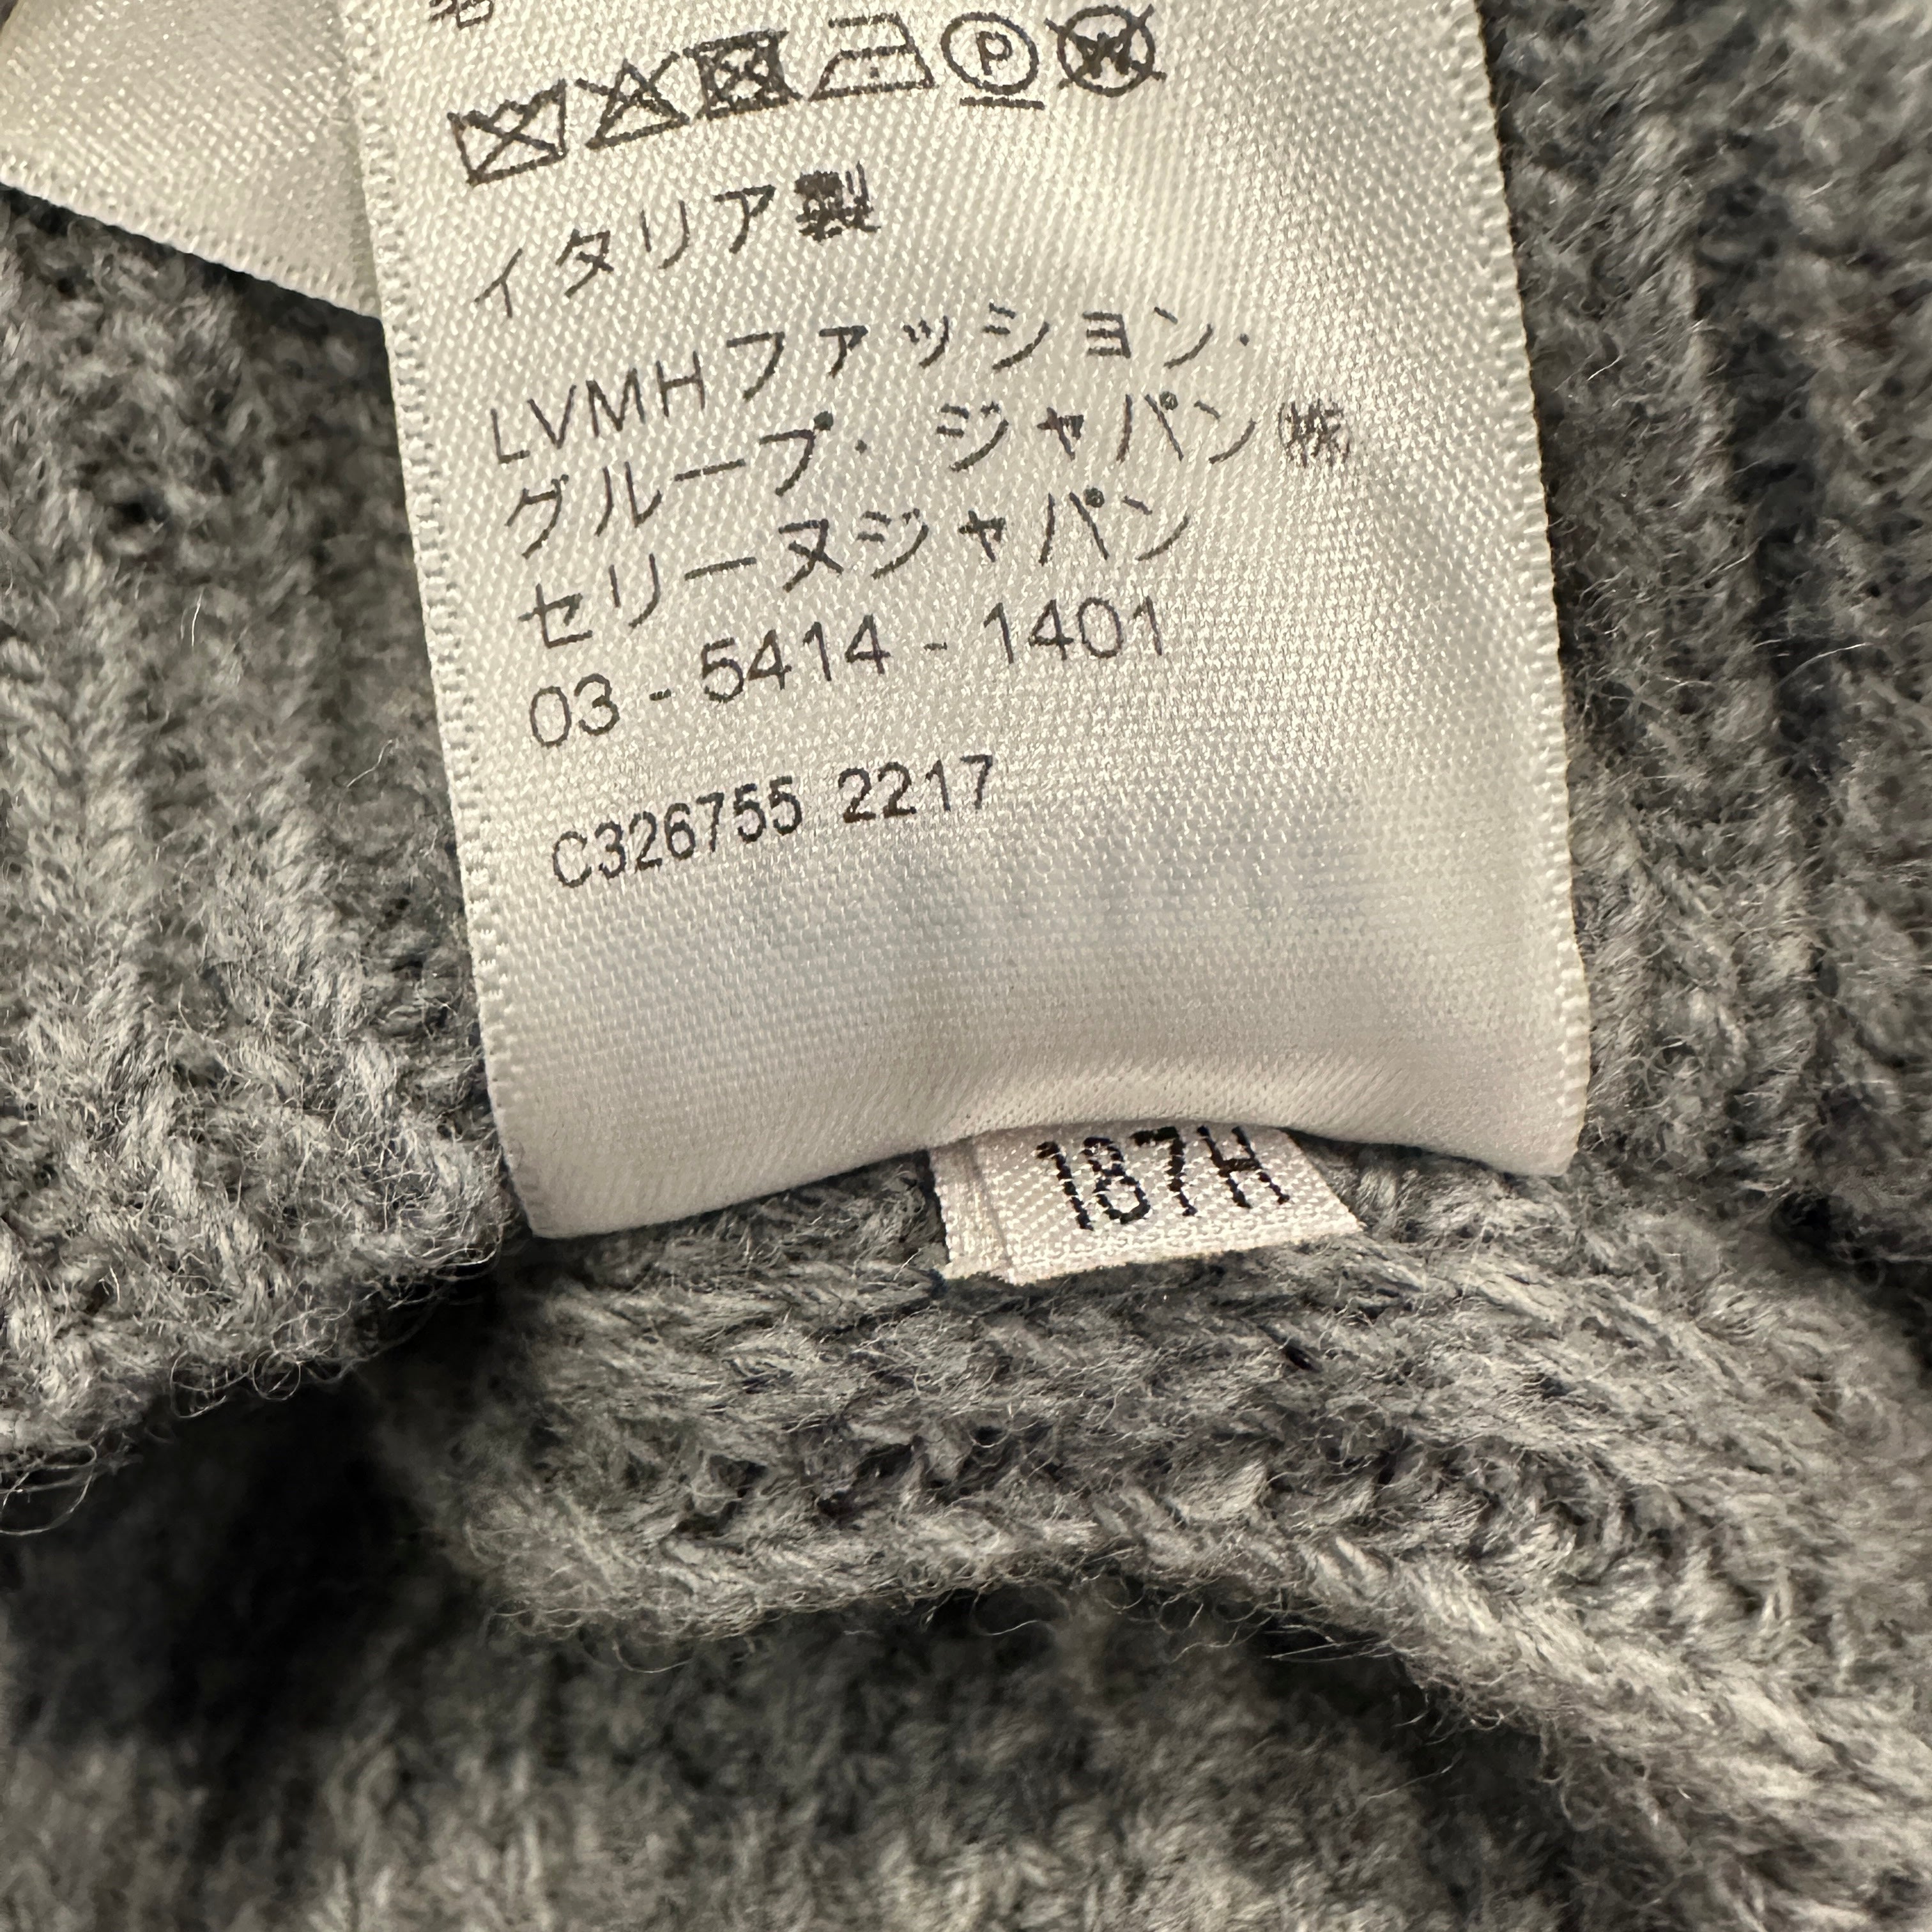 P W
イタリア製
LVMHファッション・
グループ・ ジャパン㈱
セリーヌジャパン
03 - 5414 - 1401
C326755 2217
187H